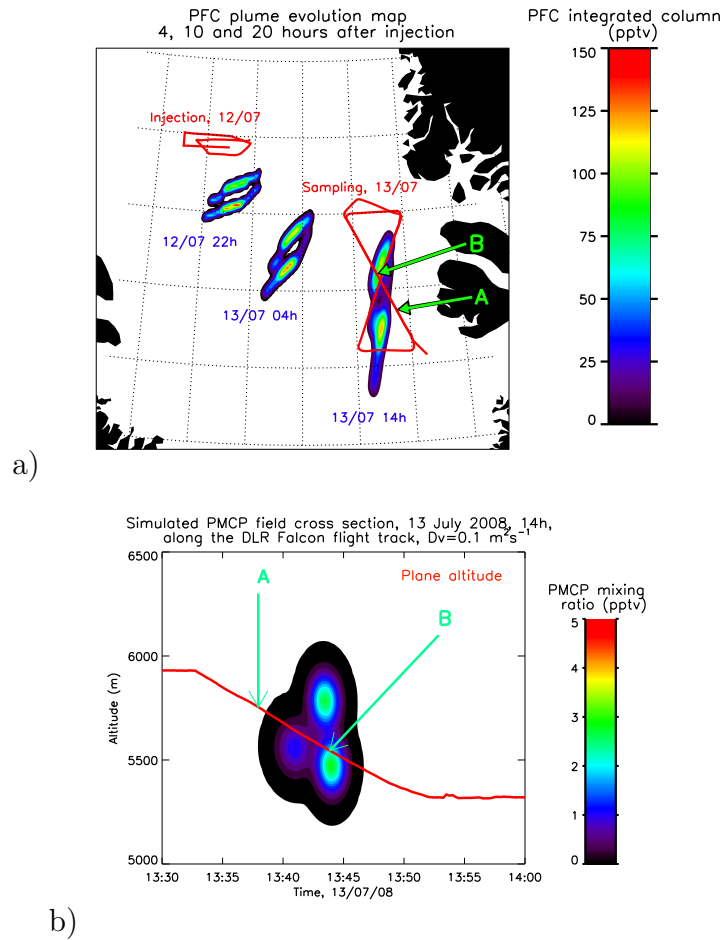 PFC plume evolution map
4, 10 and 20 hours after injection
PFC integrated column
(pptv)
150
125
100
75
50
25
0
Injection, 12/07
Sampling, 13/07
B
12/07 22h
A
13/07 04h
13/07 14h
a)
Simulated PMCP field cross section, 13 July 2008, 14h,
along the DLR Falcon flight track, Dv=0.1 m²s⁻¹
6500
6000
5500
5000
Altitude (m)
A
Plane altitude
B
PMCP mixing
ratio (pptv)
5
4
3
2
1
0
13:30 13:35 13:40 13:45 13:50 13:55 14:00
Time, 13/07/08
b)